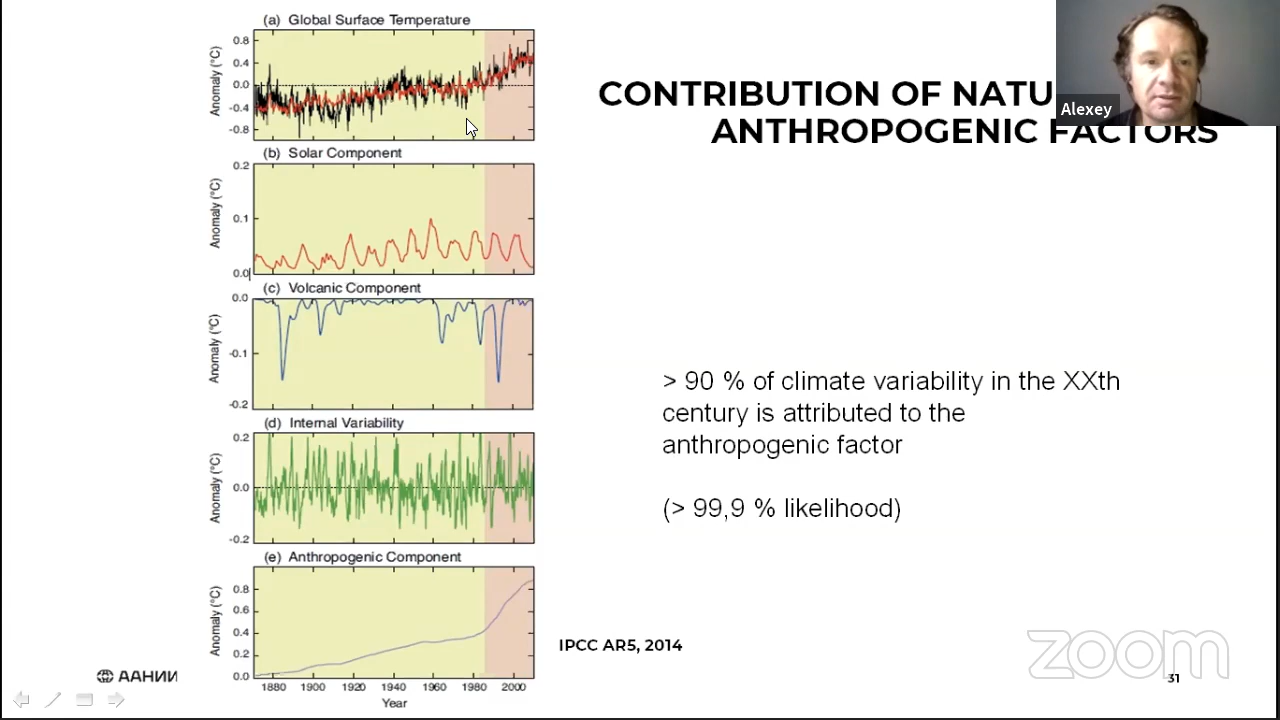 (a) Global Surface Temperature
0.8
0.4
0.0
-0.4
-0.8
Anomaly (°C)
CONTRIBUTION OF NATU
ANTHROPOGENIC FACTORS
Alexey
(b) Solar Component
0.2
0.1
0.0
Anomaly (°C)
(c) Volcanic Component
0.0
-0.1
-0.2
Anomaly (°C)
> 90 % of climate variability in the XXth
century is attributed to the
anthropogenic factor
(> 99,9 % likelihood)
(d) Internal Variability
0.2
0.0
-0.2
Anomaly (°C)
(e) Anthropogenic Component
0.8
0.6
0.4
0.2
0.0
Anomaly (°C)
1880 1900 1920 1940 1960 1980 2000
Year
IPCC AR5, 2014
ААНИИ
zoom
31